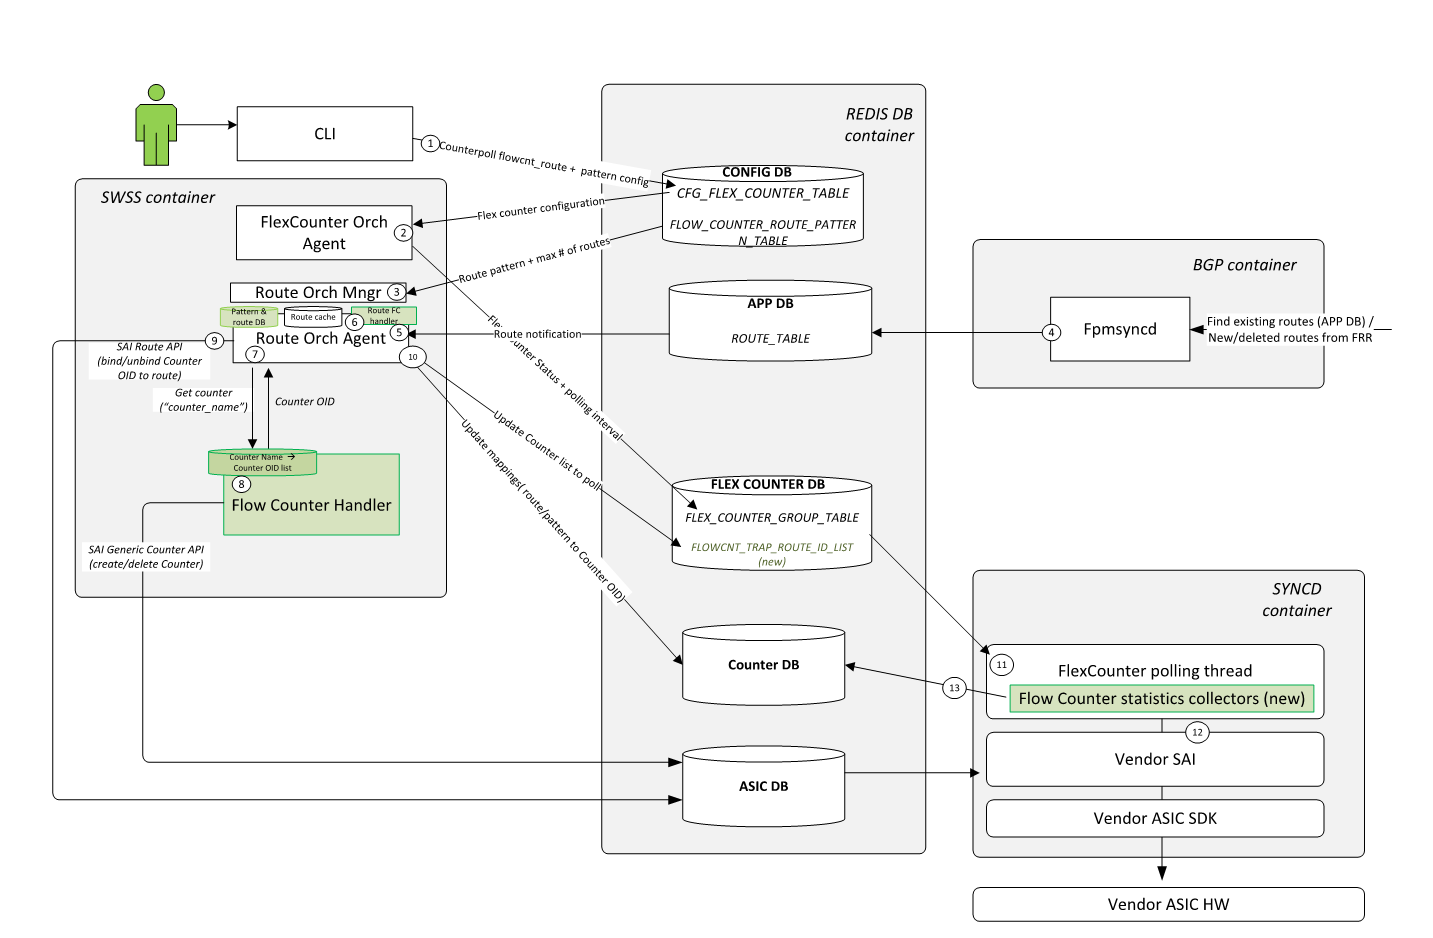 REDIS DB
container
CLI
1
Counterpoll flowcnt_route + pattern config
CONFIG DB
CFG_FLEX_COUNTER_TABLE
FLOW_COUNTER_ROUTE_PATTER
N_TABLE
SWSS container
FlexCounter Orch
Agent
2
Flex counter configuration
Route pattern + max # of routes
Route Orch Mngr
3
Pattern &
route DB
Route cache
6
Route FC
handler
5
Route Orch Agent
7
10
9
SAI Route API
(bind/unbind Counter
OID to route)
Route notification
APP DB
ROUTE_TABLE
BGP container
4
Fpmsyncd
Find existing routes (APP DB) /
New/deleted routes from FRR
Get counter
(“counter_name”)
Counter OID
Counter Name →
Counter OID list
8
Flow Counter Handler
SAI Generic Counter API
(create/delete Counter)
Counter Status + polling interval
Update Counter list to poll
Update mappings( route/pattern to Counter OID)
FLEX COUNTER DB
FLEX_COUNTER_GROUP_TABLE
FLOWCNT_TRAP_ROUTE_ID_LIST
(new)
Counter DB
ASIC DB
SYNCD
container
11
FlexCounter polling thread
Flow Counter statistics collectors (new)
13
12
Vendor SAI
Vendor ASIC SDK
Vendor ASIC HW